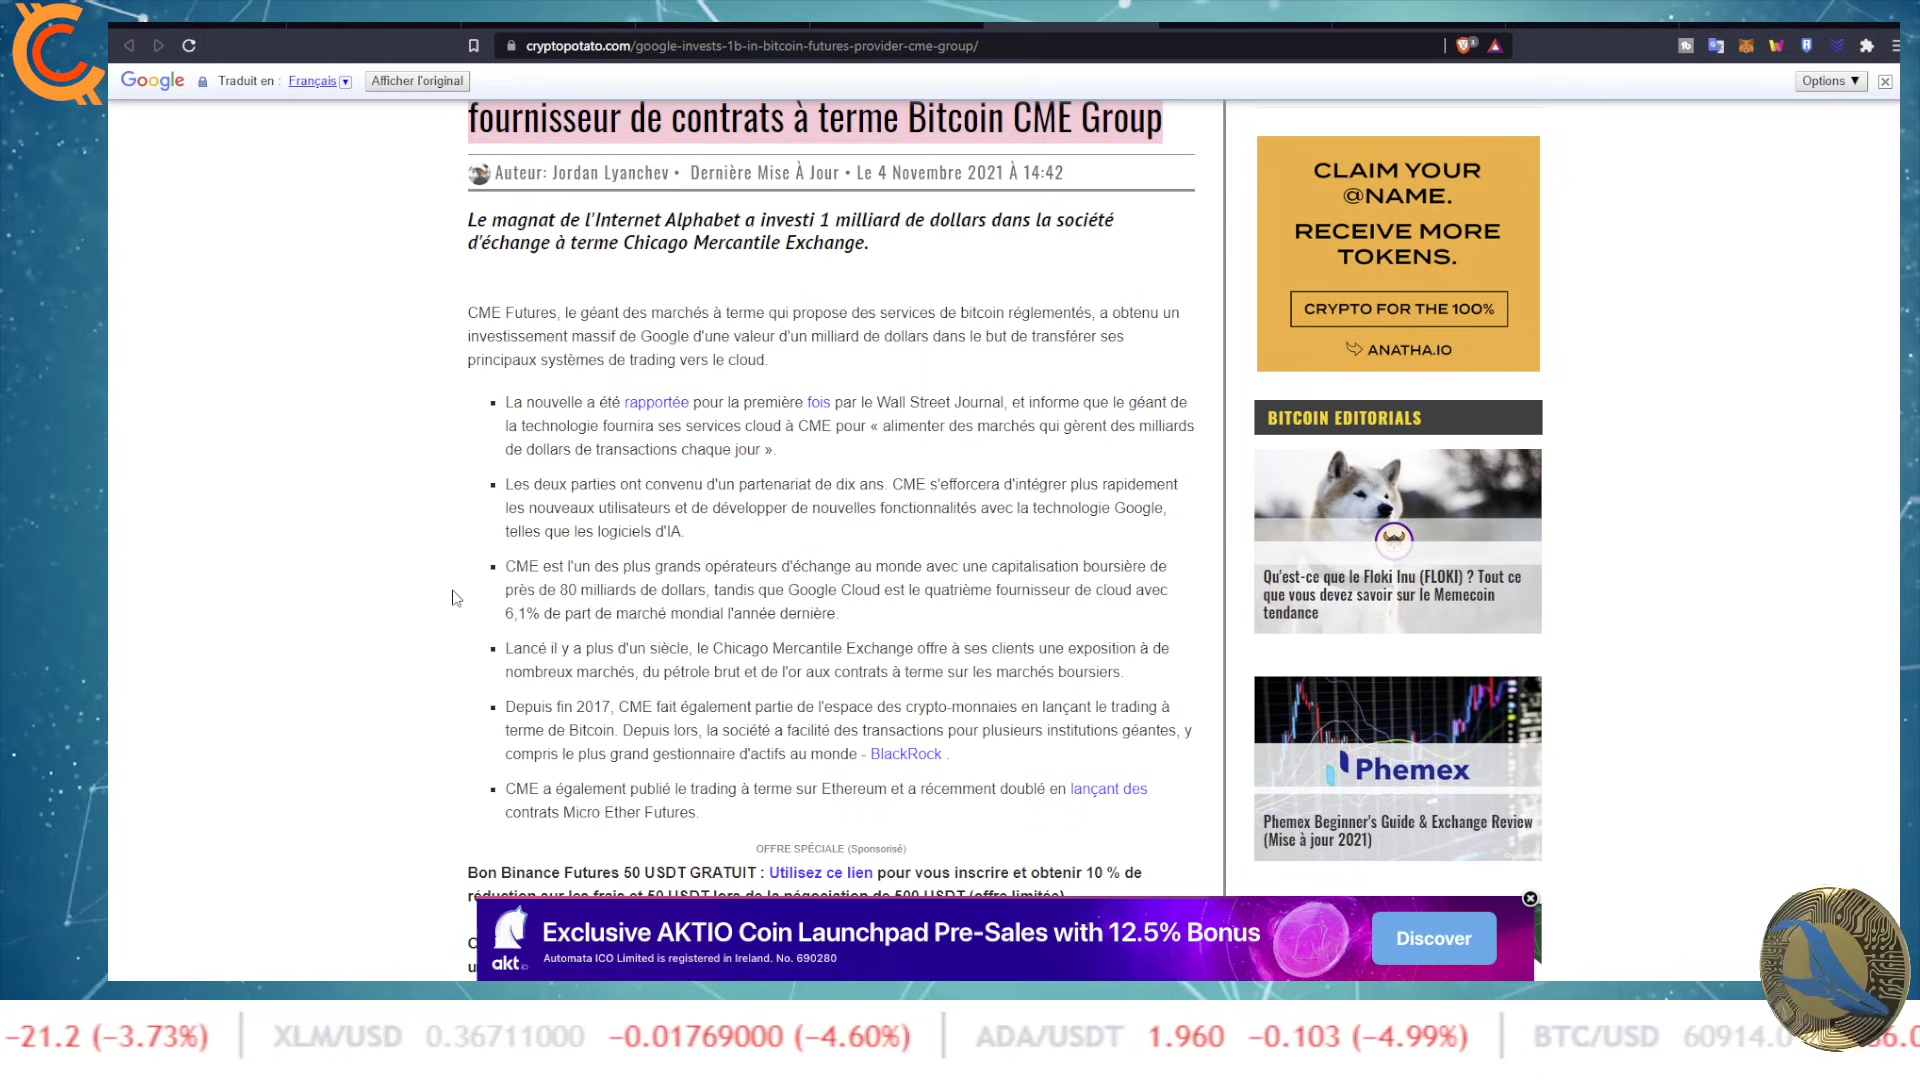 cryptopotato.com/google-invests-1b-in-bitcoin-futures-provider-cme-group/
Google Traduit en : Français Afficher l'original Options ▼
fournisseur de contrats à terme Bitcoin CME Group
Auteur: Jordan Lyanchev • Dernière Mise À Jour • Le 4 Novembre 2021 À 14:42
Le magnat de l'Internet Alphabet a investi 1 milliard de dollars dans la société
d'échange à terme Chicago Mercantile Exchange.
CME Futures, le géant des marchés à terme qui propose des services de bitcoin réglementés, a obtenu un
investissement massif de Google d'une valeur d'un milliard de dollars dans le but de transférer ses
principaux systèmes de trading vers le cloud.
▪ La nouvelle a été rapportée pour la première fois par le Wall Street Journal, et informe que le géant de
la technologie fournira ses services cloud à CME pour « alimenter des marchés qui gèrent des milliards
de dollars de transactions chaque jour ».
▪ Les deux parties ont convenu d'un partenariat de dix ans. CME s'efforcera d'intégrer plus rapidement
les nouveaux utilisateurs et de développer de nouvelles fonctionnalités avec la technologie Google,
telles que les logiciels d'IA.
▪ CME est l'un des plus grands opérateurs d'échange au monde avec une capitalisation boursière de
près de 80 milliards de dollars, tandis que Google Cloud est le quatrième fournisseur de cloud avec
6,1% de part de marché mondial l'année dernière.
▪ Lancé il y a plus d'un siècle, le Chicago Mercantile Exchange offre à ses clients une exposition à de
nombreux marchés, du pétrole brut et de l'or aux contrats à terme sur les marchés boursiers.
▪ Depuis fin 2017, CME fait également partie de l'espace des crypto-monnaies en lançant le trading à
terme de Bitcoin. Depuis lors, la société a facilité des transactions pour plusieurs institutions géantes, y
compris le plus grand gestionnaire d'actifs au monde - BlackRock .
▪ CME a également publié le trading à terme sur Ethereum et a récemment doublé en lançant des
contrats Micro Ether Futures.
OFFRE SPÉCIALE (Sponsorisé)
Bon Binance Futures 50 USDT GRATUIT : Utilisez ce lien pour vous inscrire et obtenir 10 % de
réduction sur les frais et 50 USDT lors de la négociation de 500 USDT (offre limitée)
CLAIM YOUR
@NAME.
RECEIVE MORE
TOKENS.
CRYPTO FOR THE 100%
ANATHA.IO
BITCOIN EDITORIALS
Qu'est-ce que le Floki Inu (FLOKI) ? Tout ce
que vous devez savoir sur le Memecoin
tendance
Phemex
Phemex Beginner's Guide & Exchange Review
(Mise à jour 2021)
akt.io
Exclusive AKTIO Coin Launchpad Pre-Sales with 12.5% Bonus
Automata ICO Limited is registered in Ireland. No. 690280
Discover
−21.2 (−3.73%) XLM/USD 0.36711000 −0.01769000 (−4.60%) ADA/USDT 1.960 −0.103 (−4.99%) BTC/USD 60914.0